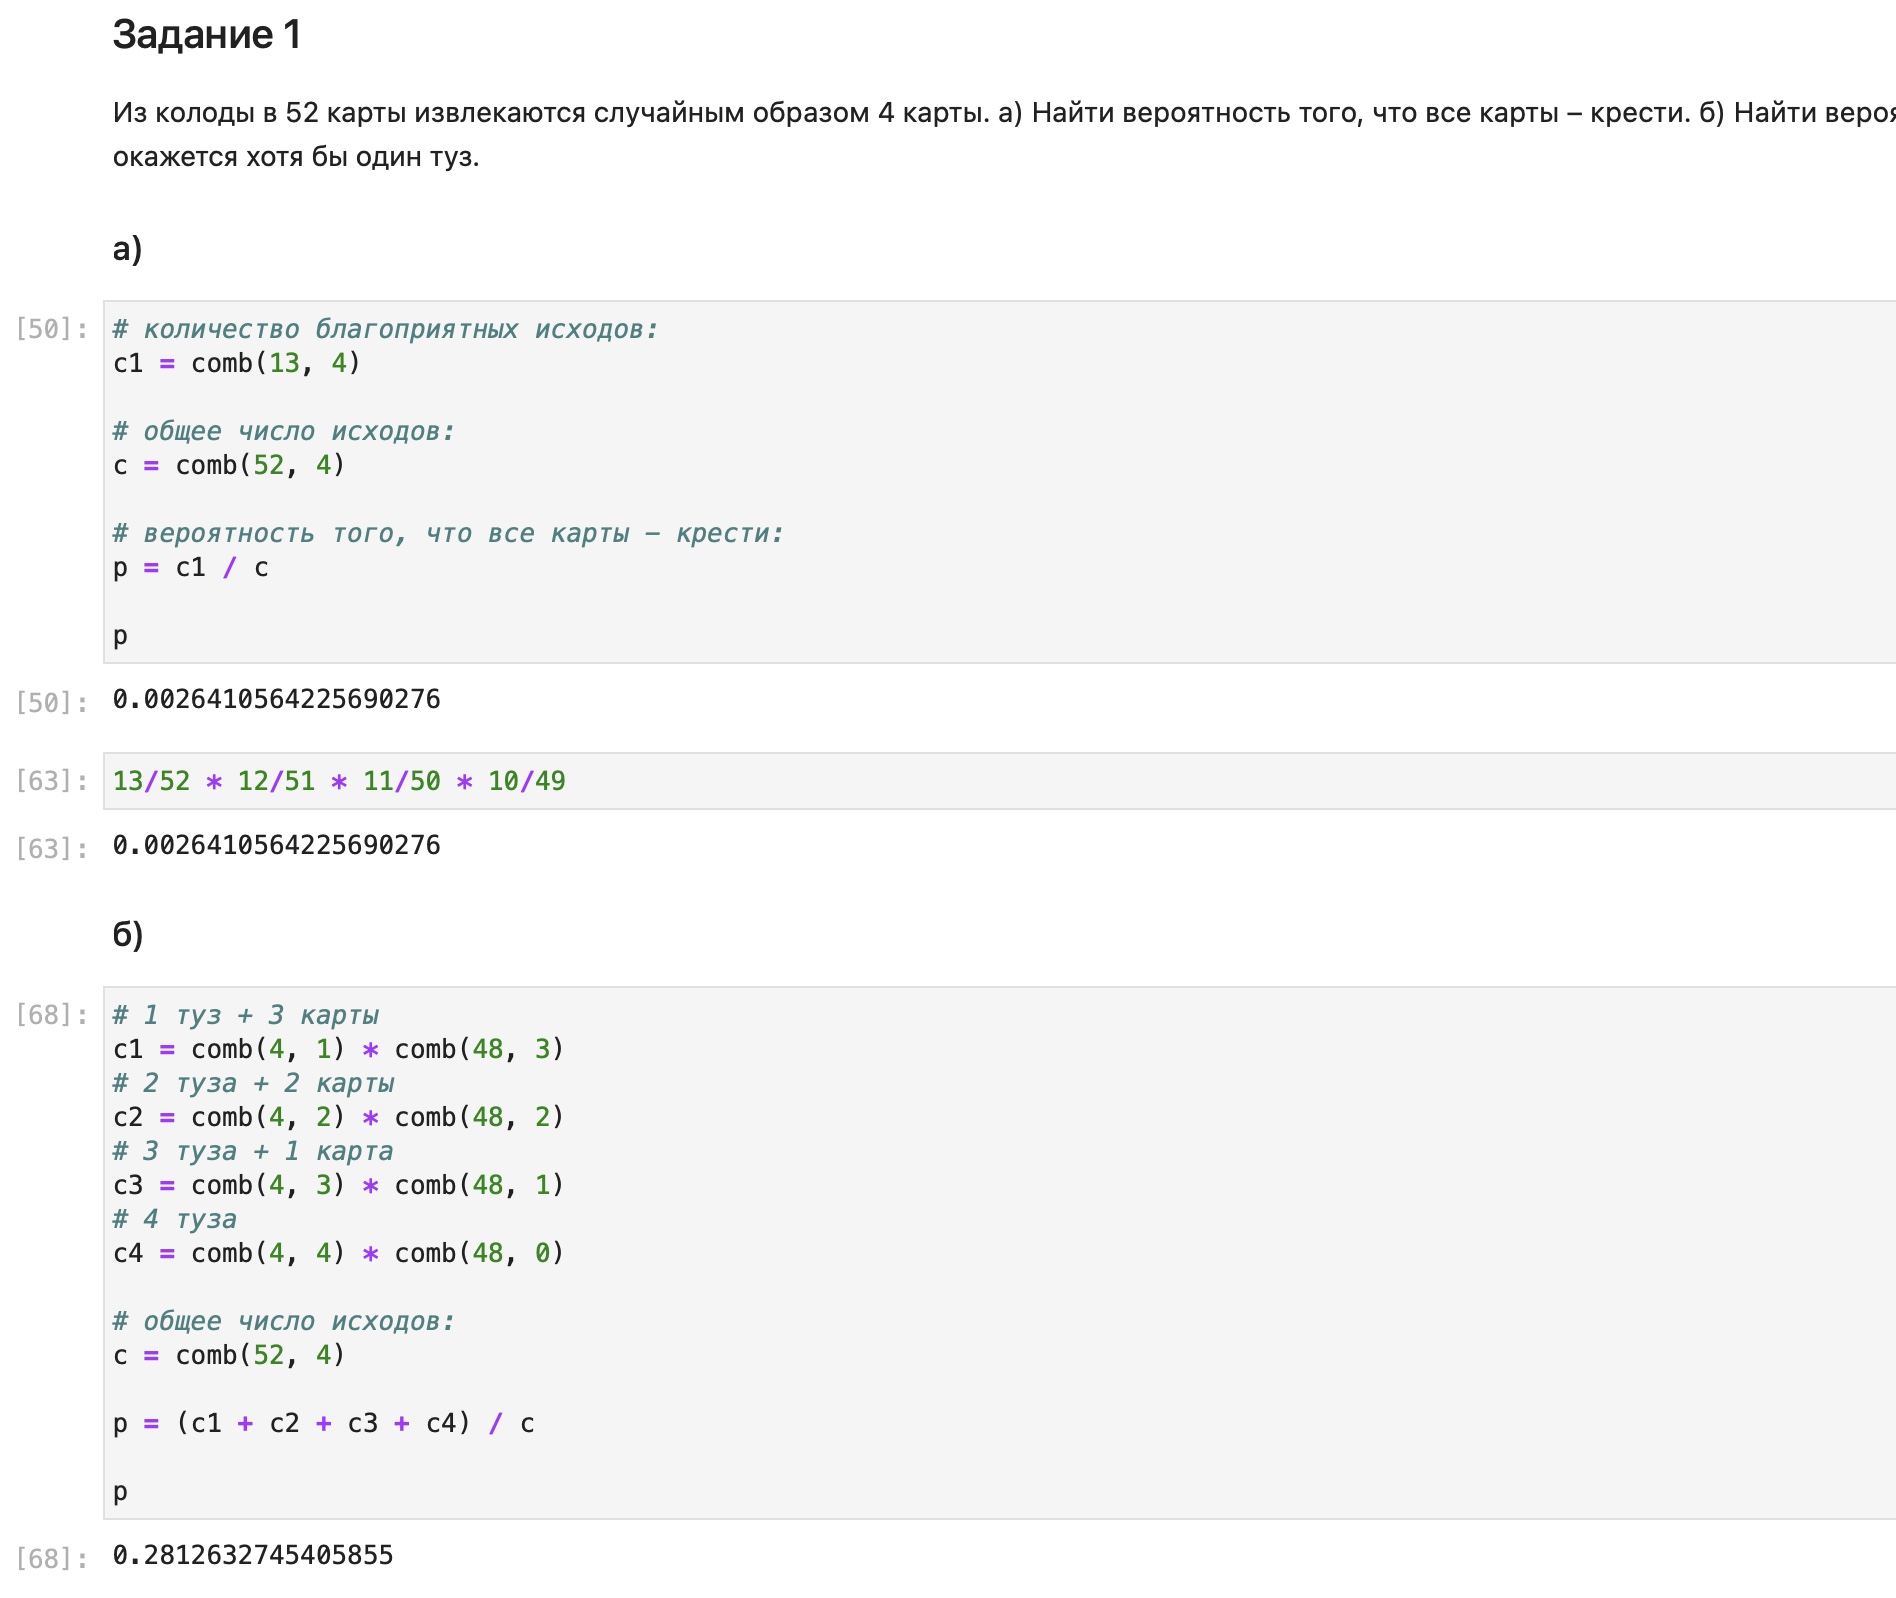 Задание 1
Из колоды в 52 карты извлекаются случайным образом 4 карты. а) Найти вероятность того, что все карты – крести. б) Найти
окажется хотя бы один туз.
а)
[50]:
# количество благоприятных исходов:
c1 = comb(13, 4)
# общее число исходов:
c = comb(52, 4)
# вероятность того, что все карты – крести:
p = c1 / c
p
[50]: 0.0026410564225690276
[63]: 13/52 * 12/51 * 11/50 * 10/49
[63]: 0.0026410564225690276
б)
[68]:
# 1 туз + 3 карты
c1 = comb(4, 1) * comb(48, 3)
# 2 туза + 2 карты
c2 = comb(4, 2) * comb(48, 2)
# 3 туза + 1 карта
c3 = comb(4, 3) * comb(48, 1)
# 4 туза
c4 = comb(4, 4) * comb(48, 0)
# общее число исходов:
c = comb(52, 4)
p = (c1 + c2 + c3 + c4) / c
p
[68]: 0.2812632745405855